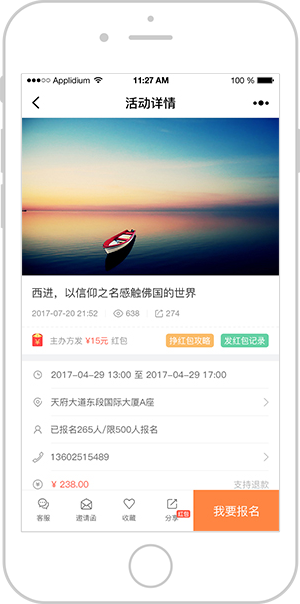 Applidium 11:27 AM 100 %
活动详情
西进，以信仰之名感触佛国的世界
2017-07-20 21:52 638 274
主办方发 ¥15元 红包 挣红包攻略 发红包记录
2017-04-29 13:00 至 2017-04-29 17:00
天府大道东段国际大厦A座
已报名265人/限500人报名
13602515489
¥ 238.00 支持退款
客服 邀请函 收藏 分享 红包 我要报名